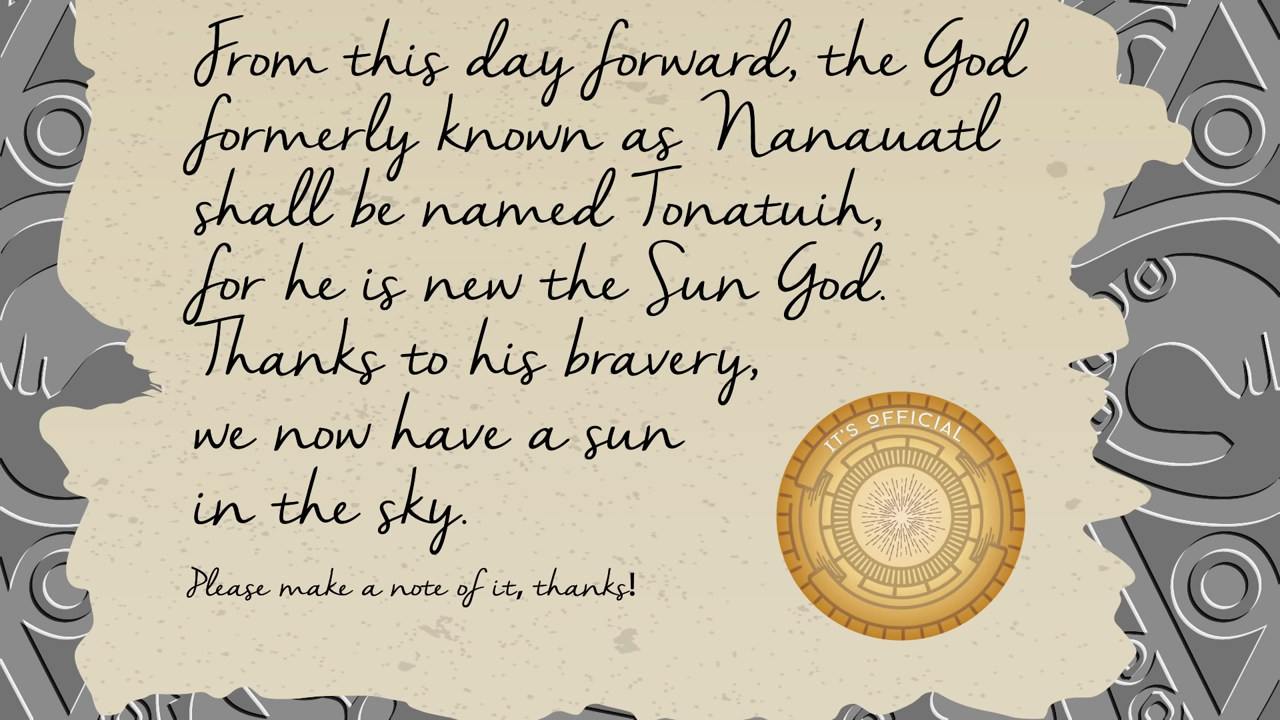 From this day forward, the God
formerly known as Nanauatl
shall be named Tonatuih,
for he is new the Sun God.
Thanks to his bravery,
we now have a sun
in the sky.
IT'S OFFICIAL
Please make a note of it, thanks!